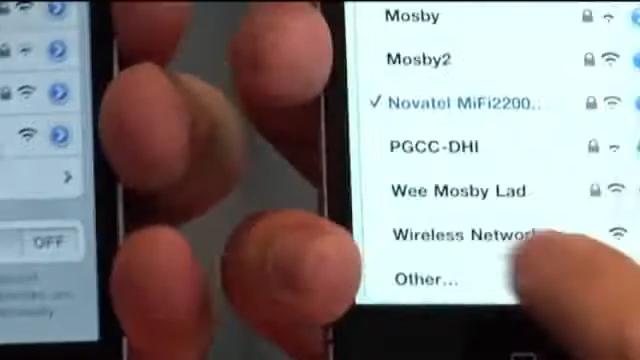 Mosby
Mosby2
Novatel MiFi2200..
PGCC-DHI
Wee Mosby Lad
Wireless Network
Other...
OFF